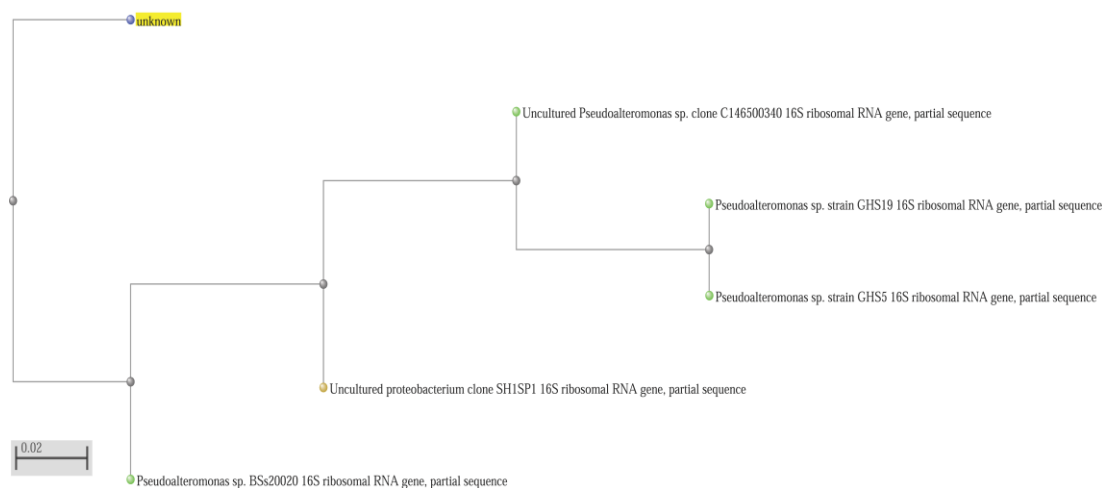 unknown
Uncultured Pseudoalteromonas sp. clone C146500340 16S ribosomal RNA gene, partial sequence
Pseudoalteromonas sp. strain GHS19 16S ribosomal RNA gene, partial sequence
Pseudoalteromonas sp. strain GHS5 16S ribosomal RNA gene, partial sequence
Uncultured proteobacterium clone SH1SP1 16S ribosomal RNA gene, partial sequence
0.02
Pseudoalteromonas sp. BSs20020 16S ribosomal RNA gene, partial sequence